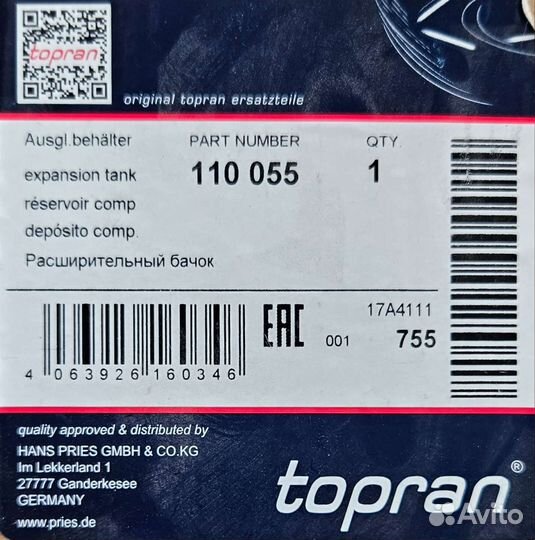 topran
original topran ersatzteile
Ausgl.behälter PART NUMBER QTY.
expansion tank 110 055 1
réservoir comp
depósito comp.
Расширительный бачок
17A4111
EAC 001 755
4 063926 160346
quality approved & distributed by
HANS PRIES GMBH & CO.KG
Im Lekkerland 1
27777 Ganderkesee
GERMANY
www.pries.de
topran®
Avito